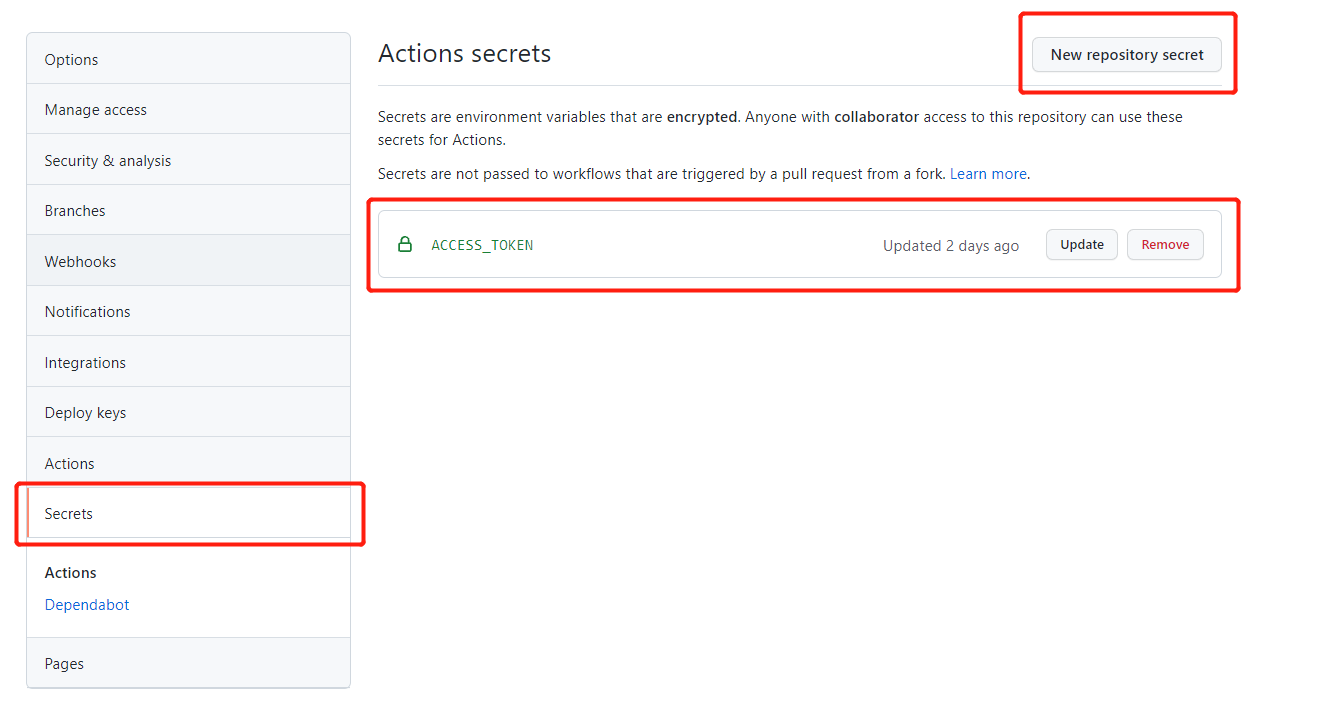 Options
Manage access
Security & analysis
Branches
Webhooks
Notifications
Integrations
Deploy keys
Actions
Secrets
Actions
Dependabot
Pages
Actions secrets
New repository secret
Secrets are environment variables that are encrypted. Anyone with collaborator access to this repository can use these
secrets for Actions.
Secrets are not passed to workflows that are triggered by a pull request from a fork. Learn more.
ACCESS_TOKEN Updated 2 days ago Update Remove